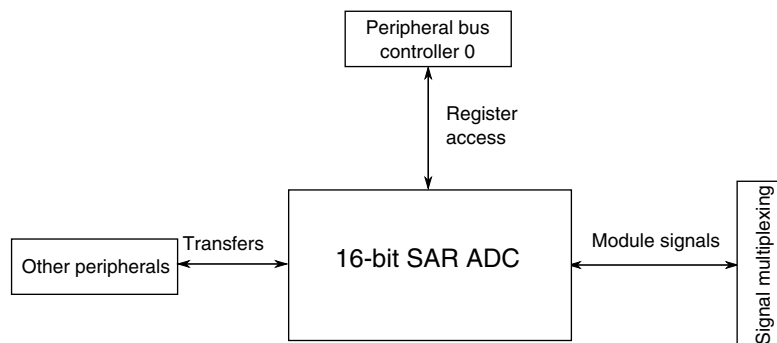 Peripheral bus
controller 0
Register
access
Transfers
Other peripherals
16-bit SAR ADC
Module signals
Signal multiplexing